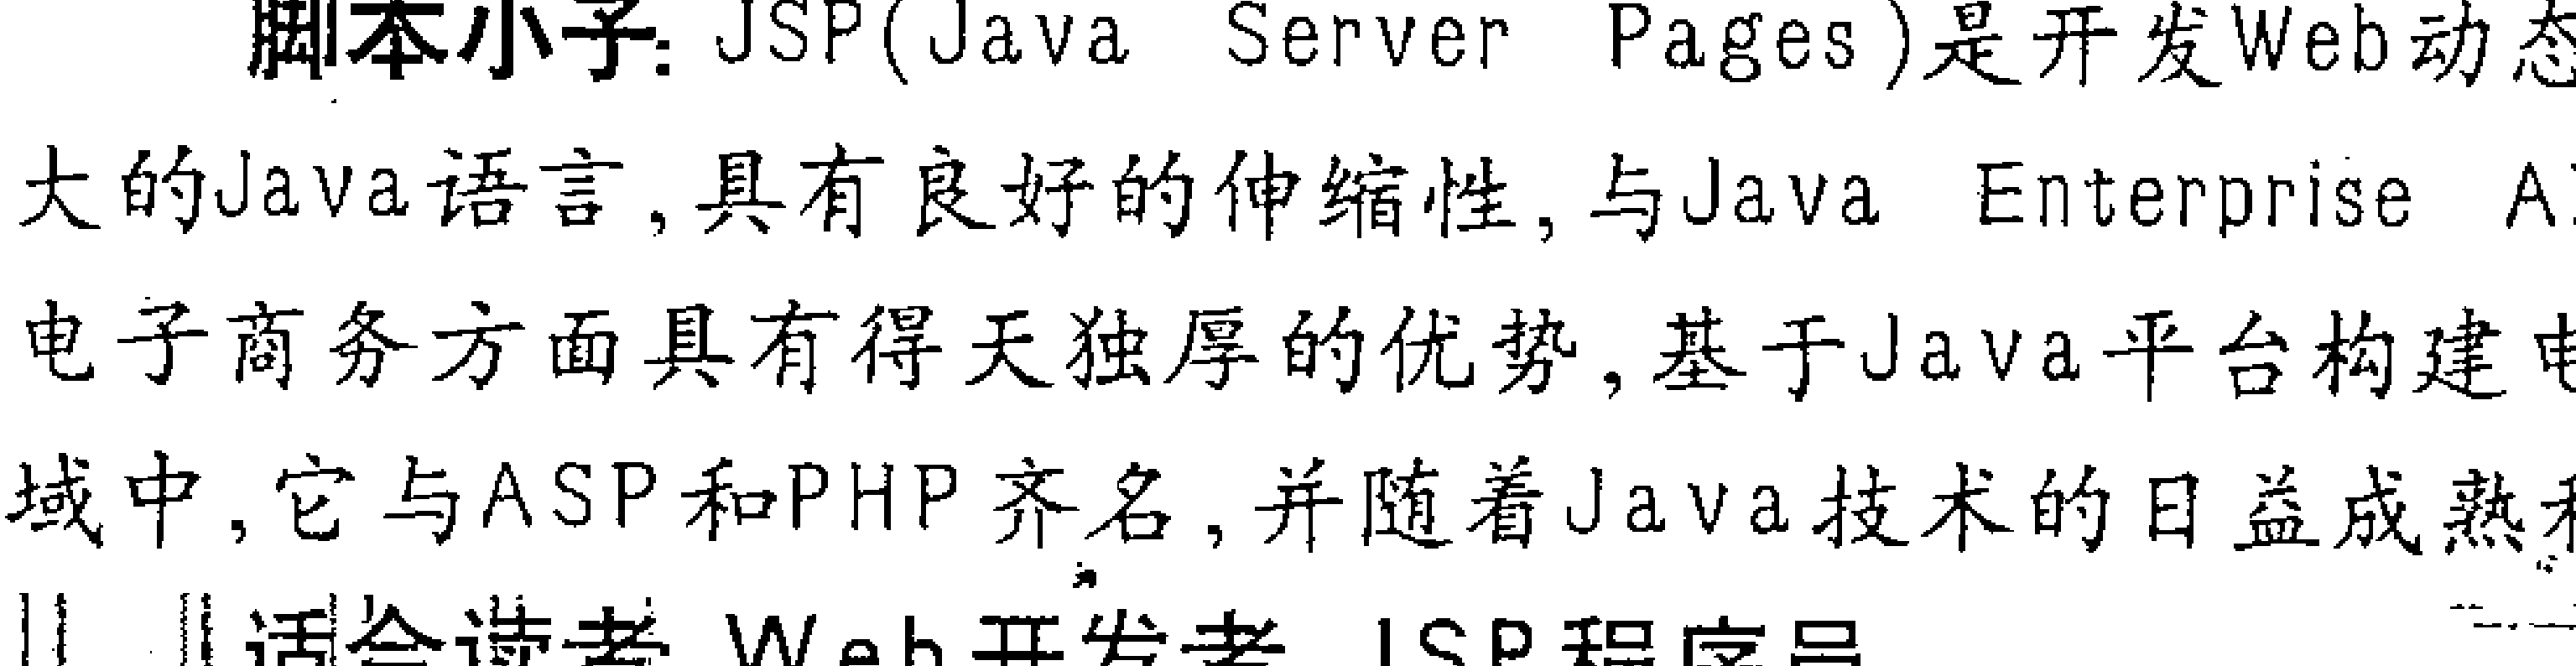 脚本小子: JSP(Java Server Pages)是开发Web动态
大的Java语言,具有良好的伸缩性,与Java Enterprise A
电子商务方面具有得天独厚的优势,基于Java平台构建电
域中,它与ASP和PHP齐名,并随着Java技术的日益成熟和
适合读者 Web开发者 JSP程序员